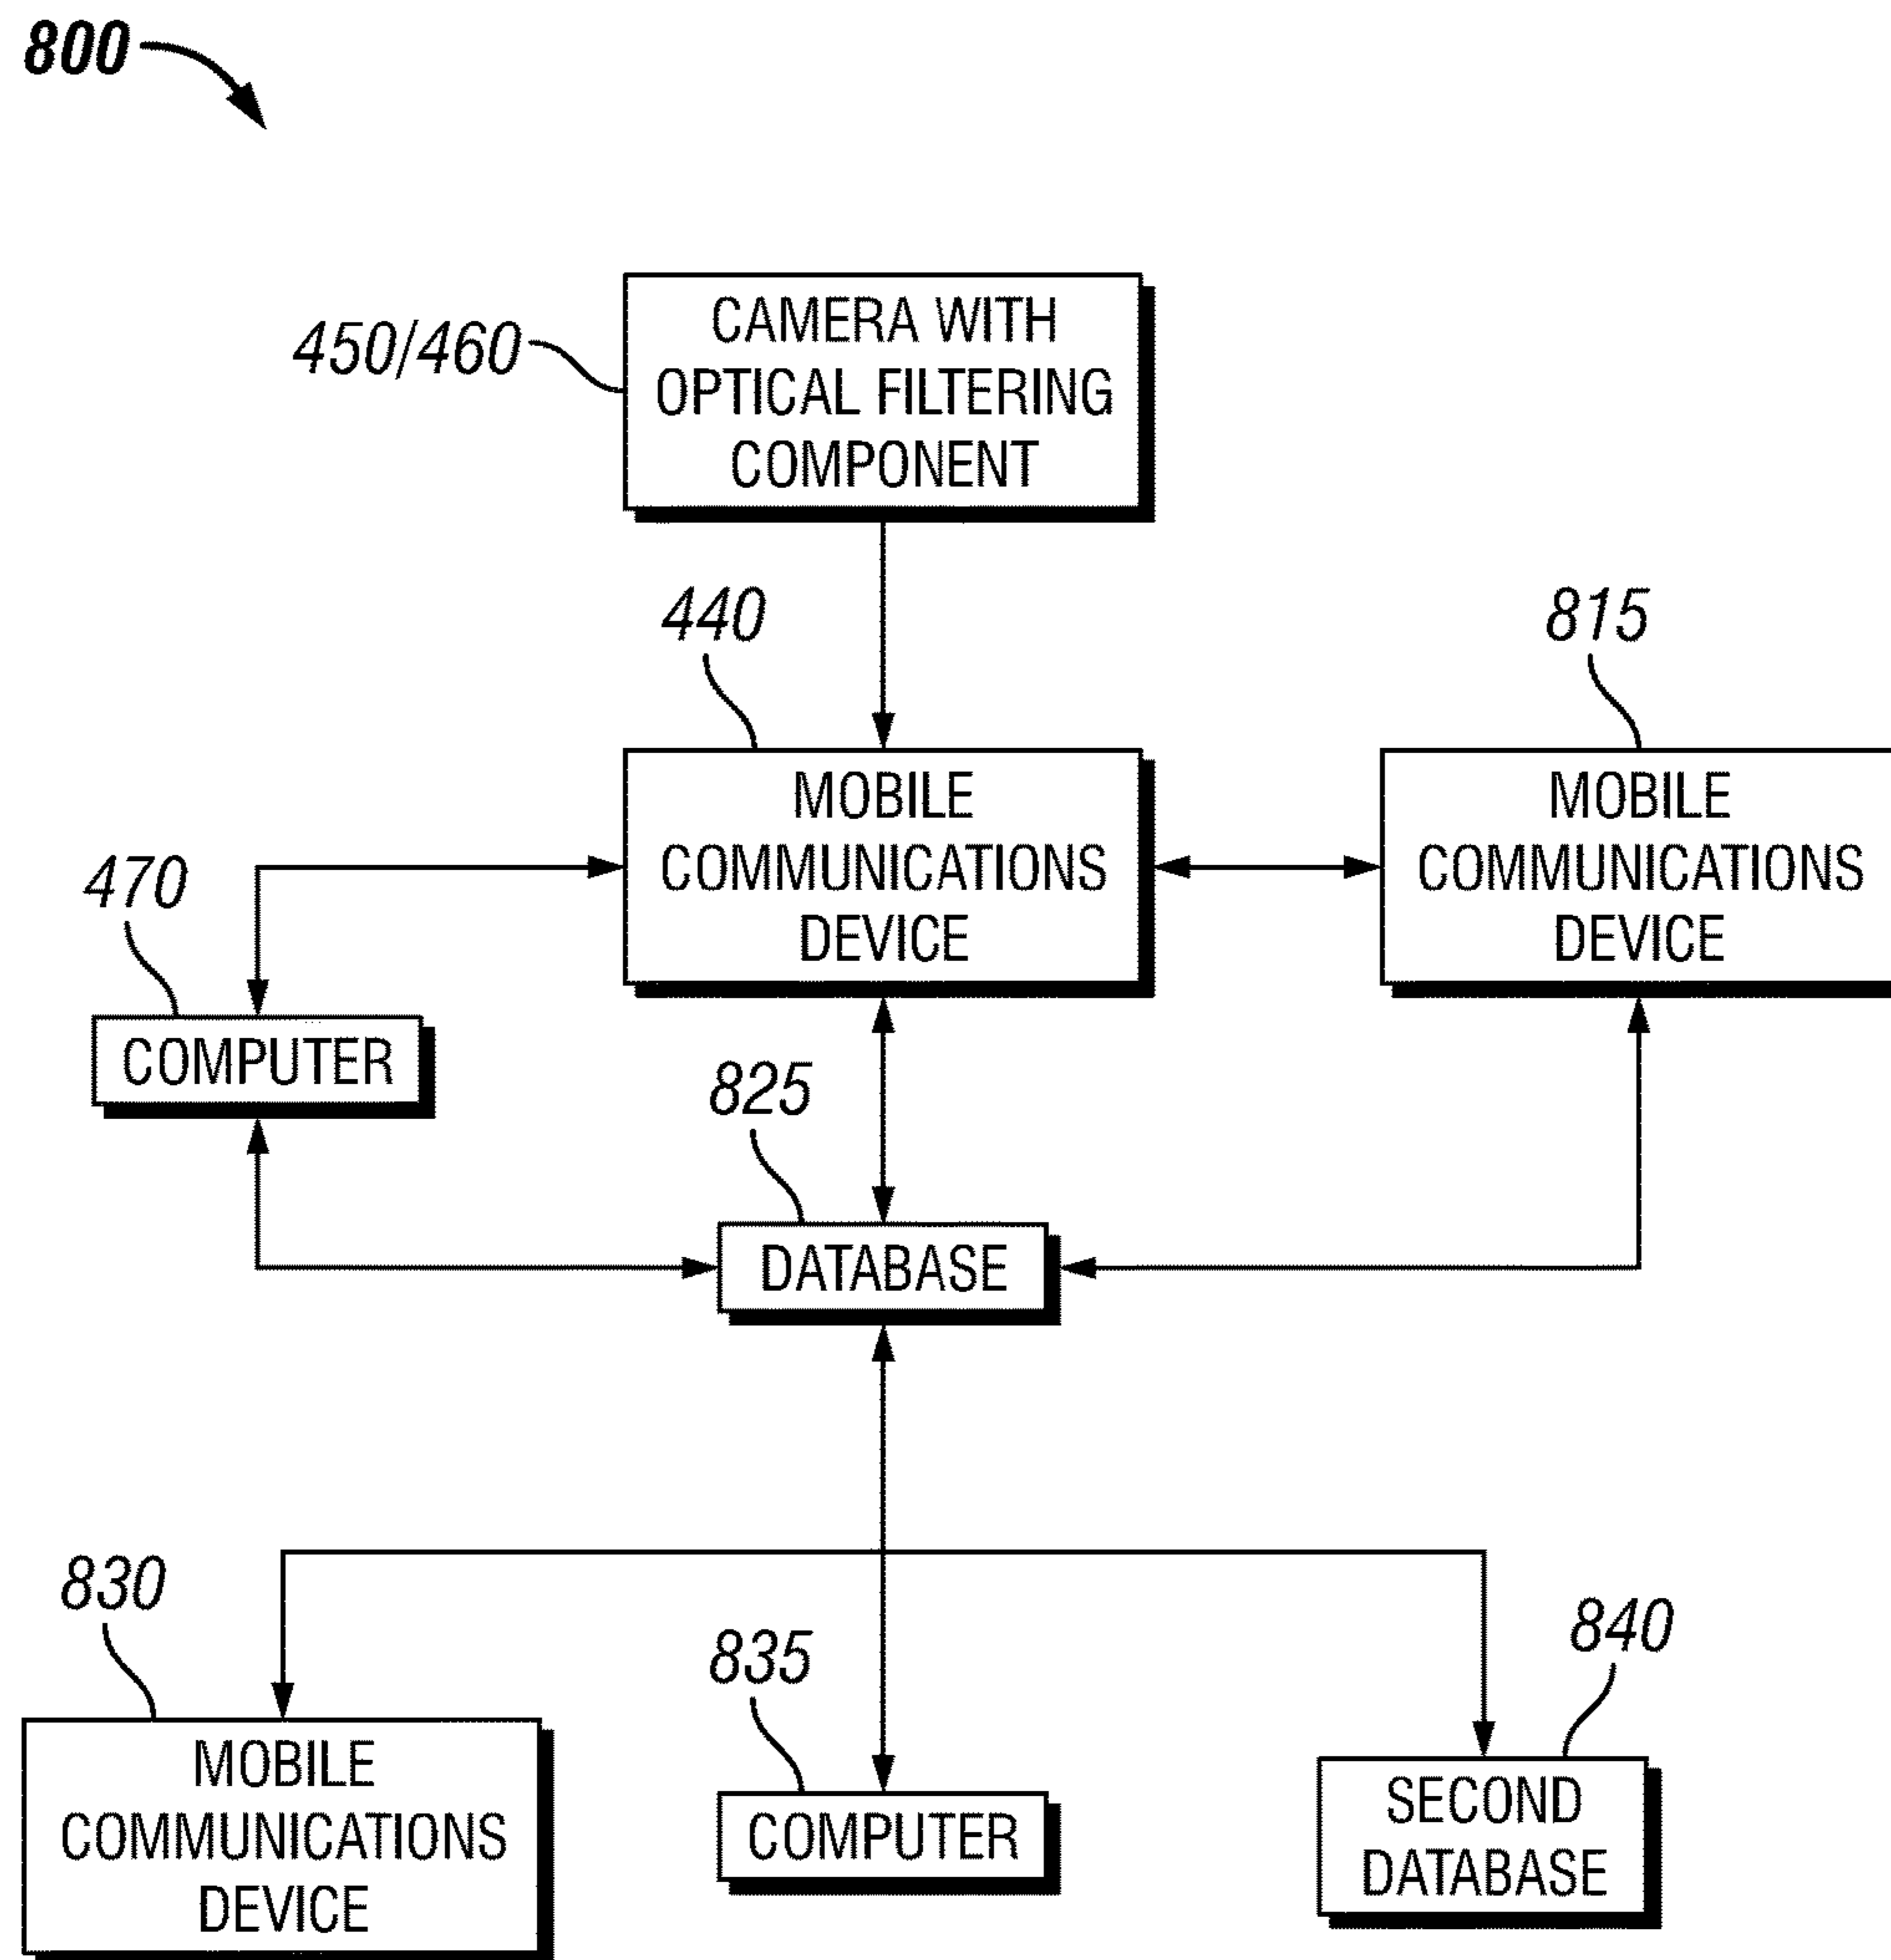 800
450/460
CAMERA WITH
OPTICAL FILTERING
COMPONENT
440
MOBILE
COMMUNICATIONS
DEVICE
815
MOBILE
COMMUNICATIONS
DEVICE
470
COMPUTER
825
DATABASE
830
MOBILE
COMMUNICATIONS
DEVICE
835
COMPUTER
840
SECOND
DATABASE